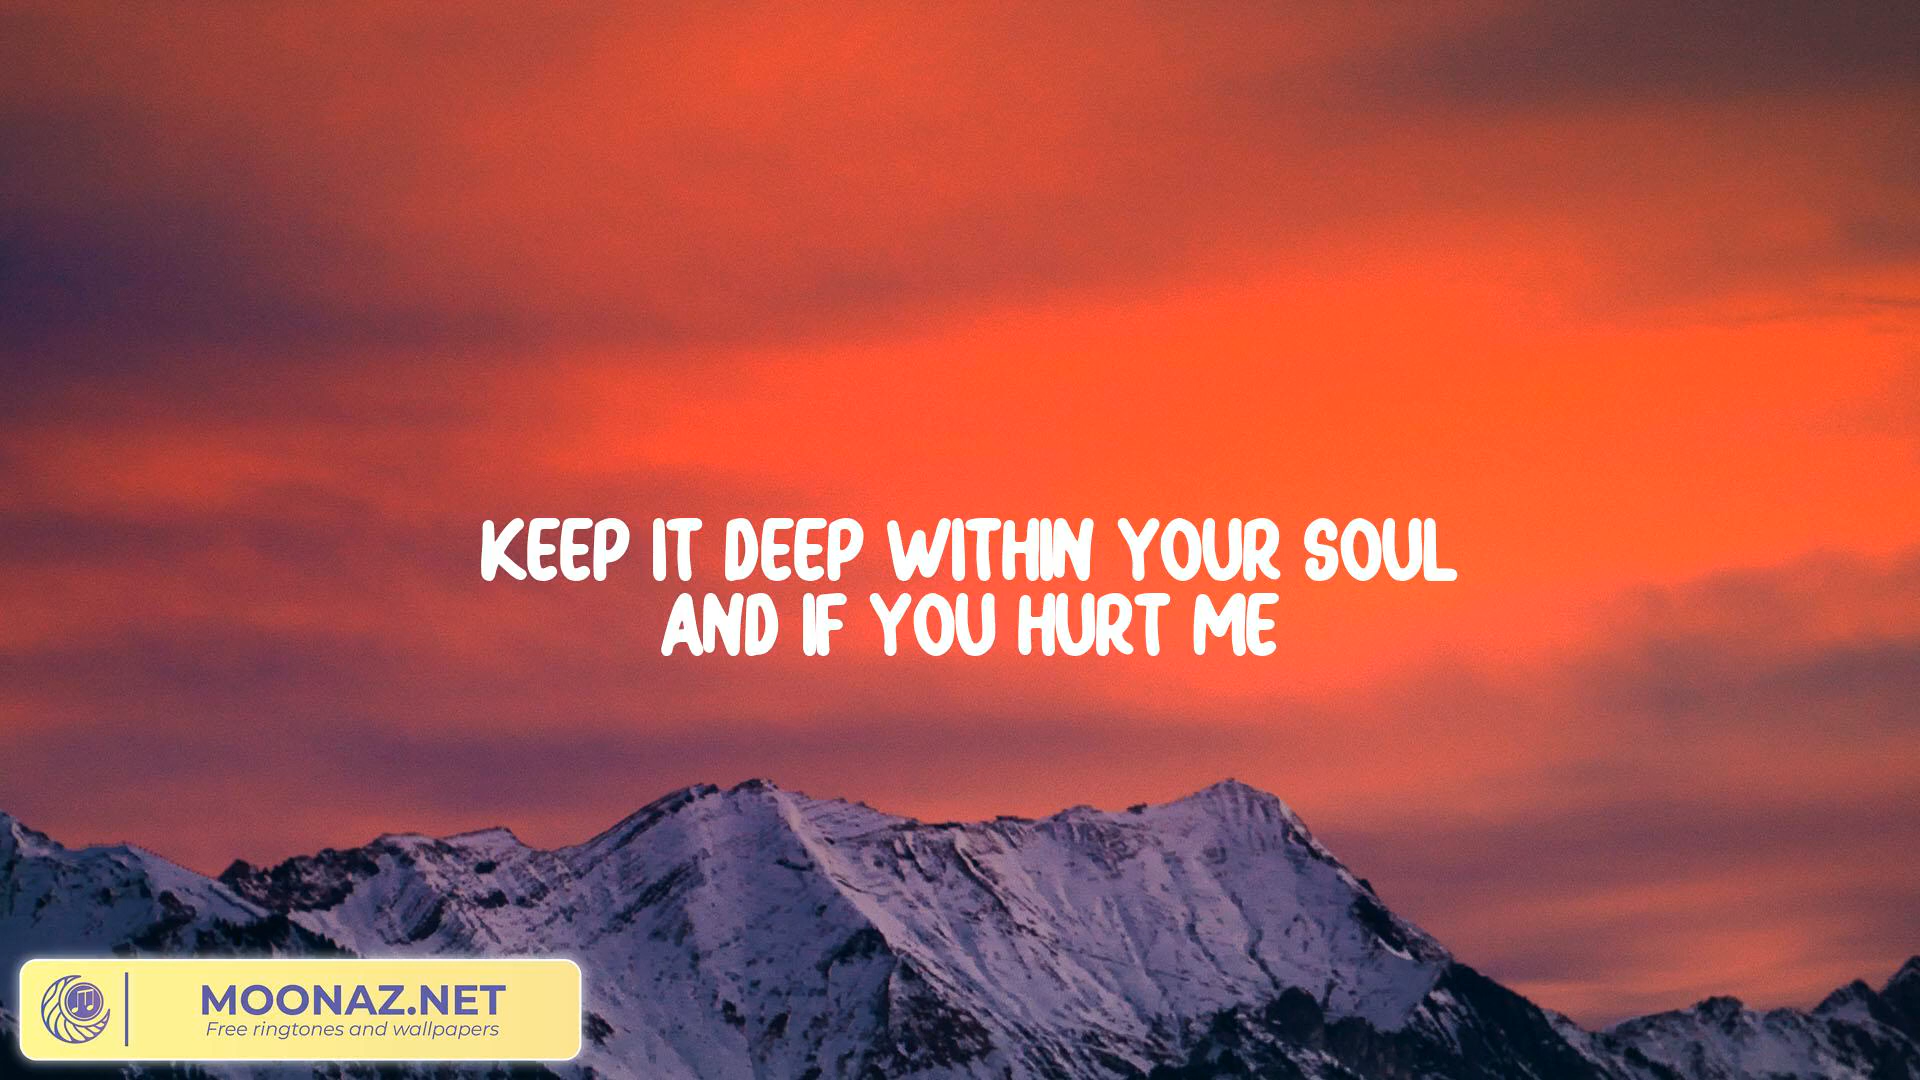 KEEP IT DEEP WITHIN YOUR SOUL
AND IF YOU HURT ME
MOONAZ.NET
Free ringtones and wallpapers